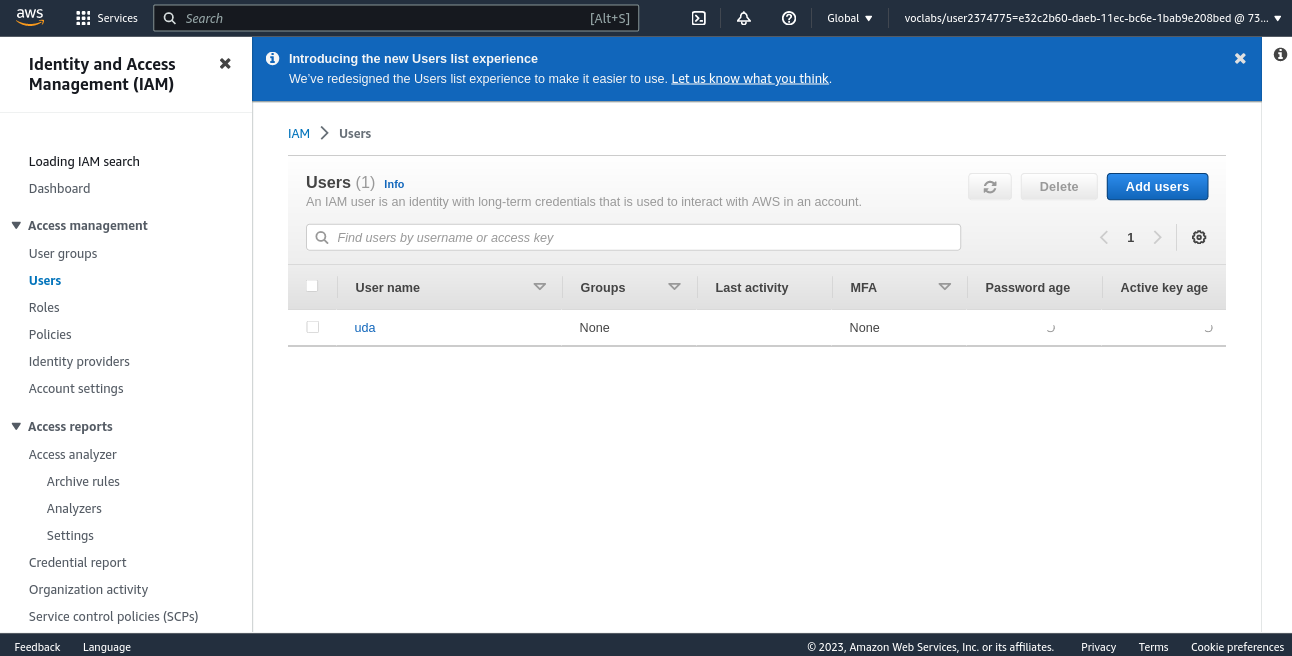 aws
Services
Search
[Alt+S]
Global
voclabs/user2374775=e32c2b60-daeb-11ec-bc6e-1bab9e208bed @ 73...
Identity and Access
Management (IAM)
Loading IAM search
Dashboard
Access management
User groups
Users
Roles
Policies
Identity providers
Account settings
Access reports
Access analyzer
Archive rules
Analyzers
Settings
Credential report
Organization activity
Service control policies (SCPs)
Introducing the new Users list experience
We've redesigned the Users list experience to make it easier to use. Let us know what you think.
IAM > Users
Users (1) Info
An IAM user is an identity with long-term credentials that is used to interact with AWS in an account.
Delete
Add users
Find users by username or access key
1
User name Groups Last activity MFA Password age Active key age
uda None None
Feedback Language © 2023, Amazon Web Services, Inc. or its affiliates. Privacy Terms Cookie preferences